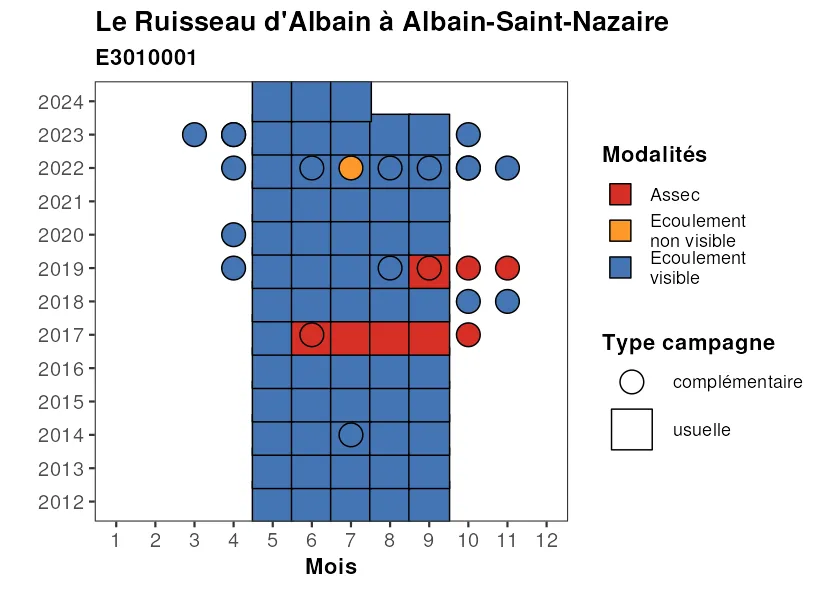 Le Ruisseau d'Albain à Albain-Saint-Nazaire
E3010001
2024
2023
2022
2021
2020
2019
2018
2017
2016
2015
2014
2013
2012
1 2 3 4 5 6 7 8 9 10 11 12
Mois
Modalités
Assec
Ecoulement
non visible
Ecoulement
visible
Type campagne
complémentaire
usuelle